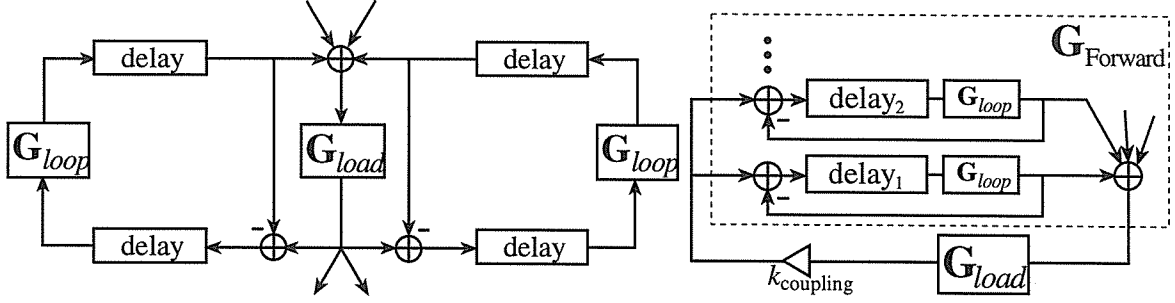 delay
delay
G_loop
G_load
G_loop
-
-
delay
delay
G_Forward
delay_2
G_loop
-
delay_1
G_loop
-
k_coupling
G_load